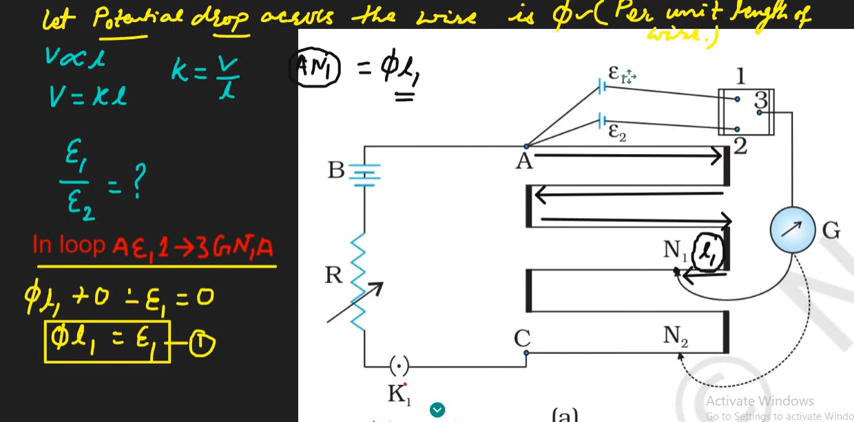 Let Potential drop across the wire is ϕ V (Per unit length of wire.)
V∝l
V = Kl
K = V/l
AN₁ = ϕl₁
ε₁/ε₂ = ?
In loop Aε₁1→3GN₁A
ϕl₁ + 0 - ε₁ = 0
ϕl₁ = ε₁ —①
ε₁
1
3
ε₂
2
A
B
R
N₁ (l₁)
G
C
N₂
K₁
(a)
Activate Windows
Go to Settings to activate Windo